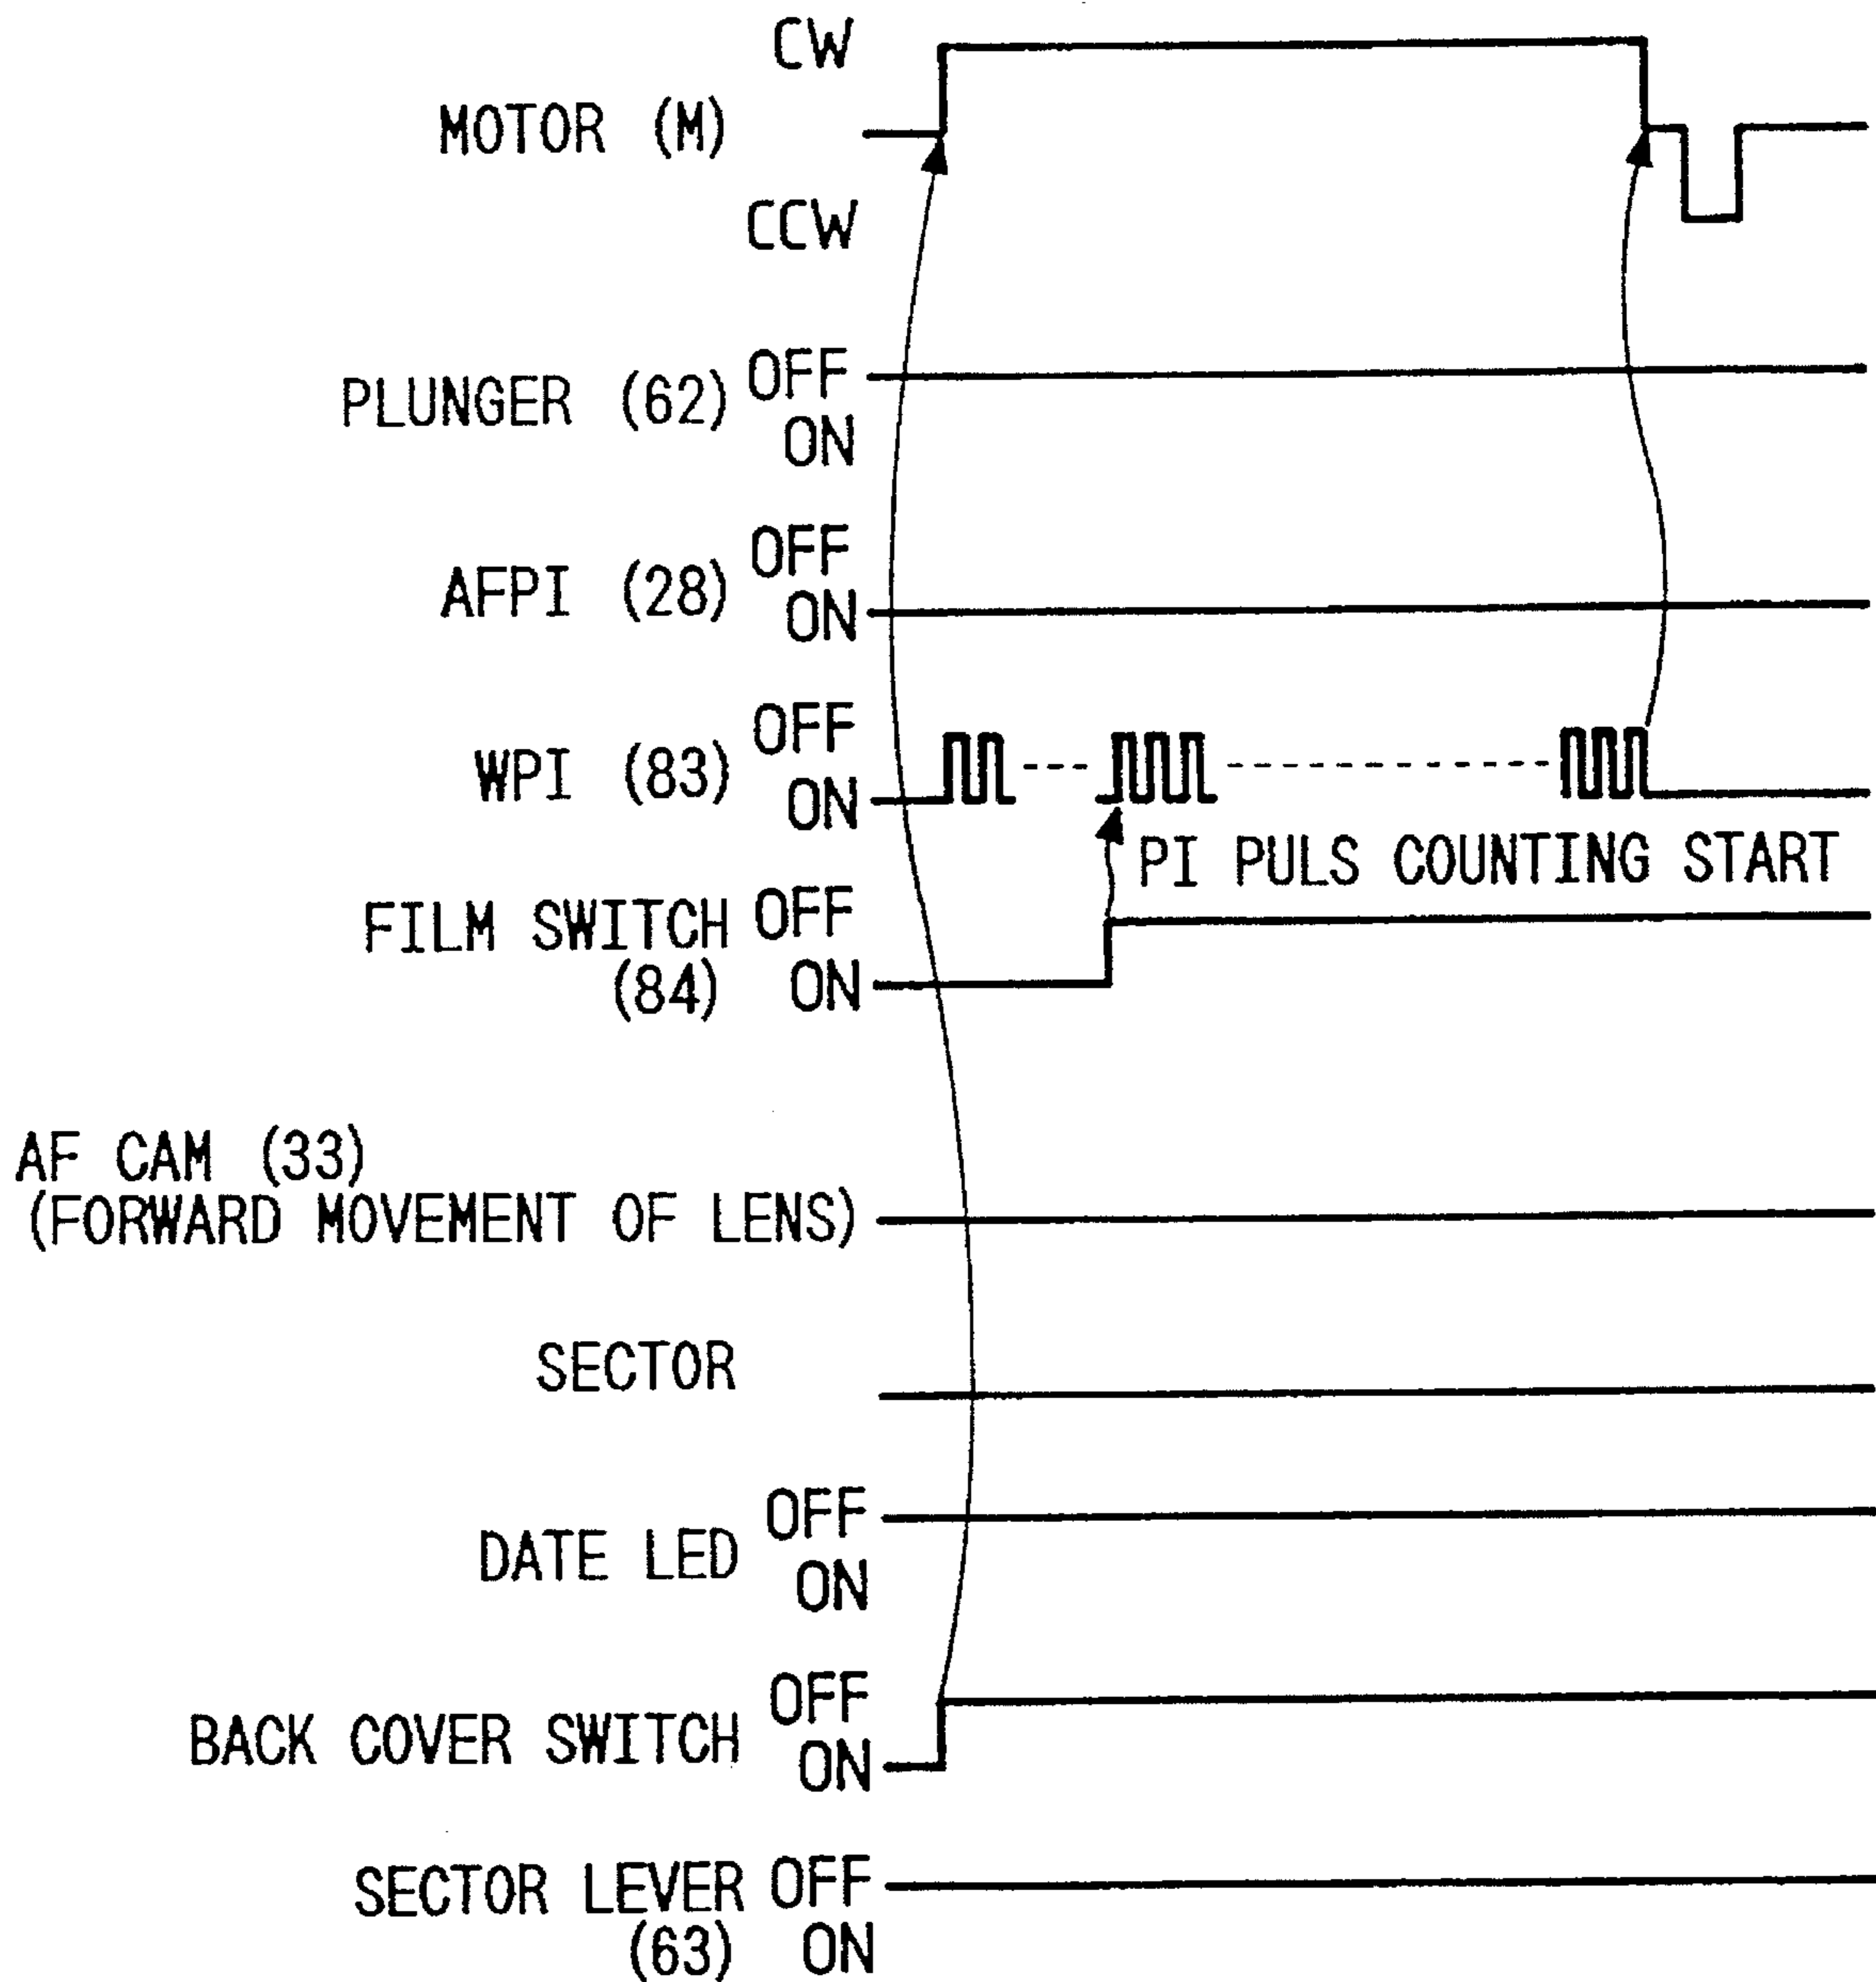 CW
MOTOR (M)
CCW
PLUNGER (62) OFF
ON
OFF
AFPI (28) ON
OFF
WPI (83) ON
PI PULS COUNTING START
FILM SWITCH OFF
(84) ON
AF CAM (33)
(FORWARD MOVEMENT OF LENS)
SECTOR
OFF
DATE LED
ON
OFF
BACK COVER SWITCH
ON
SECTOR LEVER OFF
(63) ON